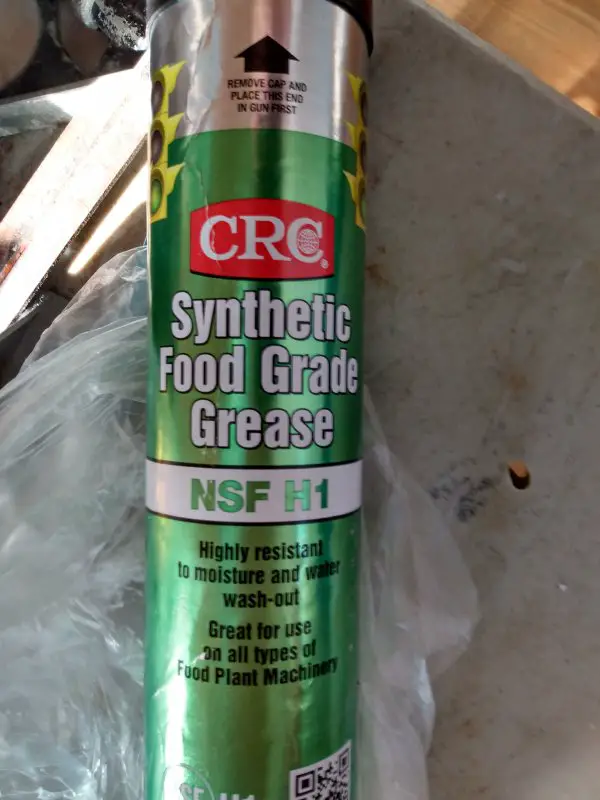 REMOVE CAP AND
PLACE THIS END
IN GUN FIRST
CRC®
Synthetic
Food Grade
Grease
NSF H1
Highly resistant
to moisture and water
wash-out
Great for use
on all types of
Food Plant Machinery